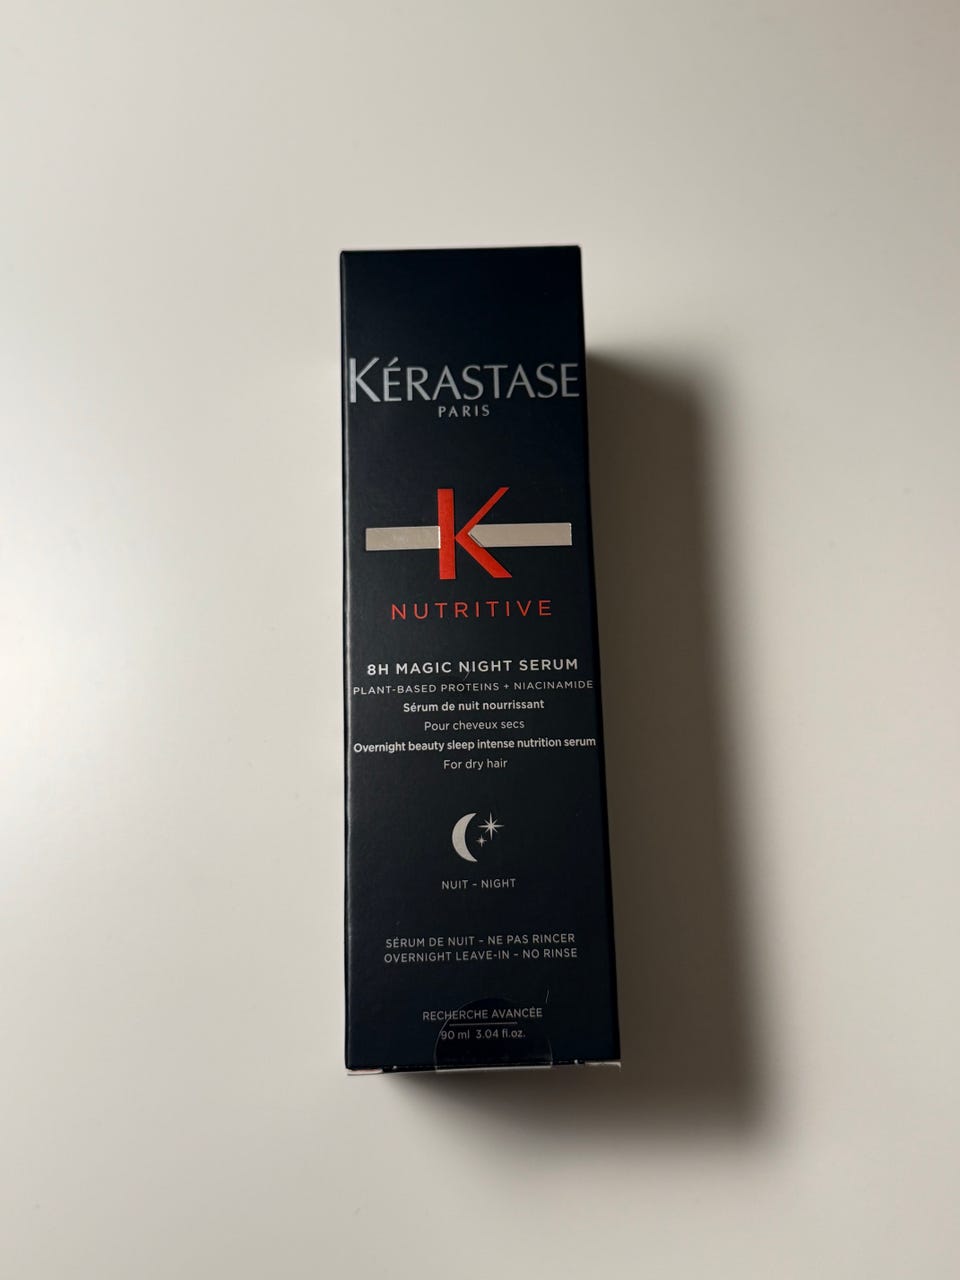 KÉRASTASE
PARIS
K
NUTRITIVE
8H MAGIC NIGHT SERUM
PLANT-BASED PROTEINS + NIACINAMIDE
Sérum de nuit nourrissant
Pour cheveux secs
Overnight beauty sleep intense nutrition serum
For dry hair
NUIT – NIGHT
SÉRUM DE NUIT – NE PAS RINCER
OVERNIGHT LEAVE-IN – NO RINSE
RECHERCHE AVANCÉE
90 ml 3.04 fl.oz.